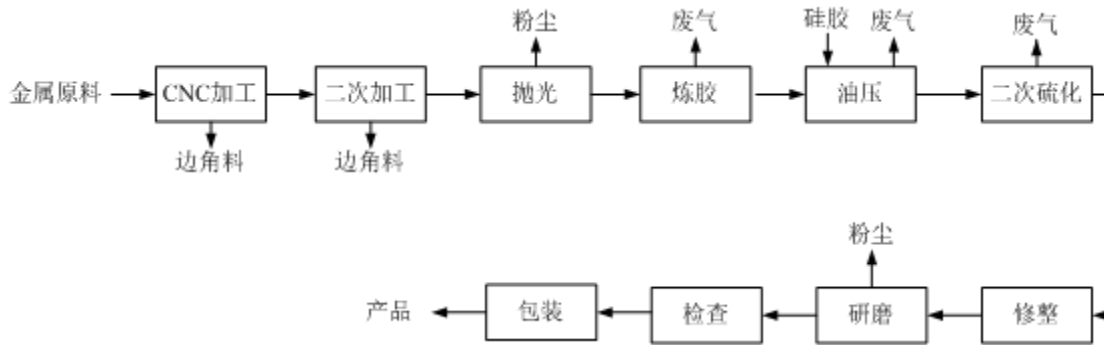 粉尘
废气
硅胶
废气
废气
金属原料
CNC加工
二次加工
抛光
炼胶
油压
二次硫化
边角料
边角料
粉尘
产品
包装
检查
研磨
修整